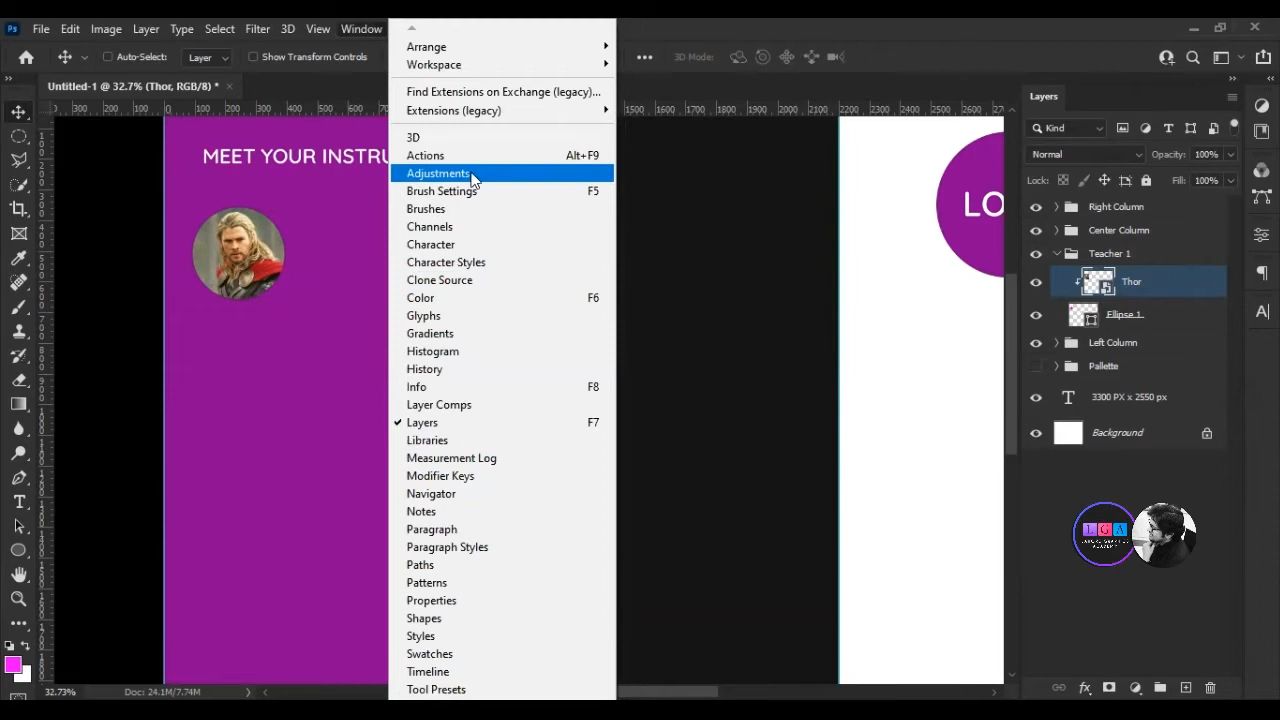 Ps File Edit Image Layer Type Select Filter 3D View Window
Auto-Select: Layer Show Transform Controls 3D Mode:
Untitled-1 @ 32.7% (Thor, RGB/8) *
MEET YOUR INSTRU
LO
Arrange
Workspace
Find Extensions on Exchange (legacy)...
Extensions (legacy)
3D
Actions Alt+F9
Adjustments
Brush Settings F5
Brushes
Channels
Character
Character Styles
Clone Source
Color F6
Glyphs
Gradients
Histogram
History
Info F8
Layer Comps
Layers F7
Libraries
Measurement Log
Modifier Keys
Navigator
Notes
Paragraph
Paragraph Styles
Paths
Patterns
Properties
Shapes
Styles
Swatches
Timeline
Tool Presets
Layers
Kind
Normal Opacity: 100%
Lock: Fill: 100%
Right Column
Center Column
Teacher 1
Thor
Ellipse 1
Left Column
Pallette
3300 PX x 2550 px
Background
LGA
32.73% Doc: 24.1M/7.74M